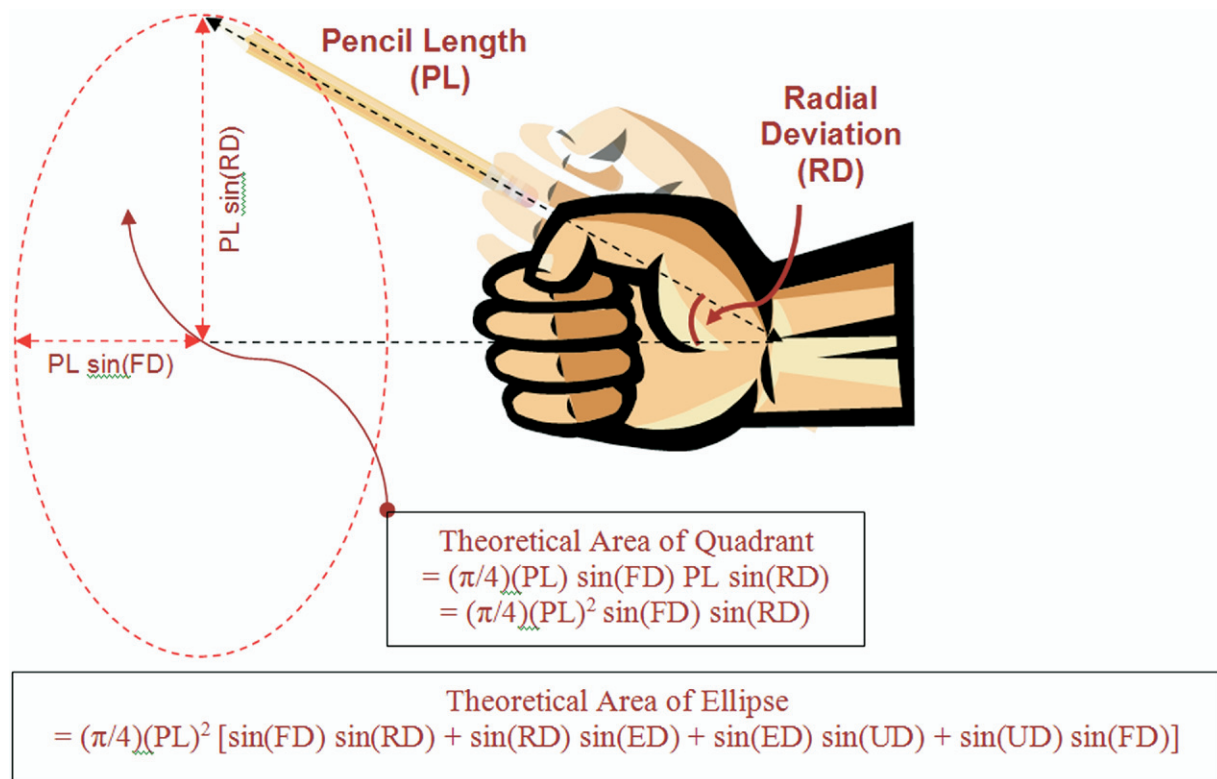 Pencil Length
(PL)
Radial
Deviation
(RD)
PL sin(RD)
PL sin(FD)
Theoretical Area of Quadrant
= (π/4)(PL) sin(FD) PL sin(RD)
= (π/4)(PL)² sin(FD) sin(RD)
Theoretical Area of Ellipse
= (π/4)(PL)² [sin(FD) sin(RD) + sin(RD) sin(ED) + sin(ED) sin(UD) + sin(UD) sin(FD)]